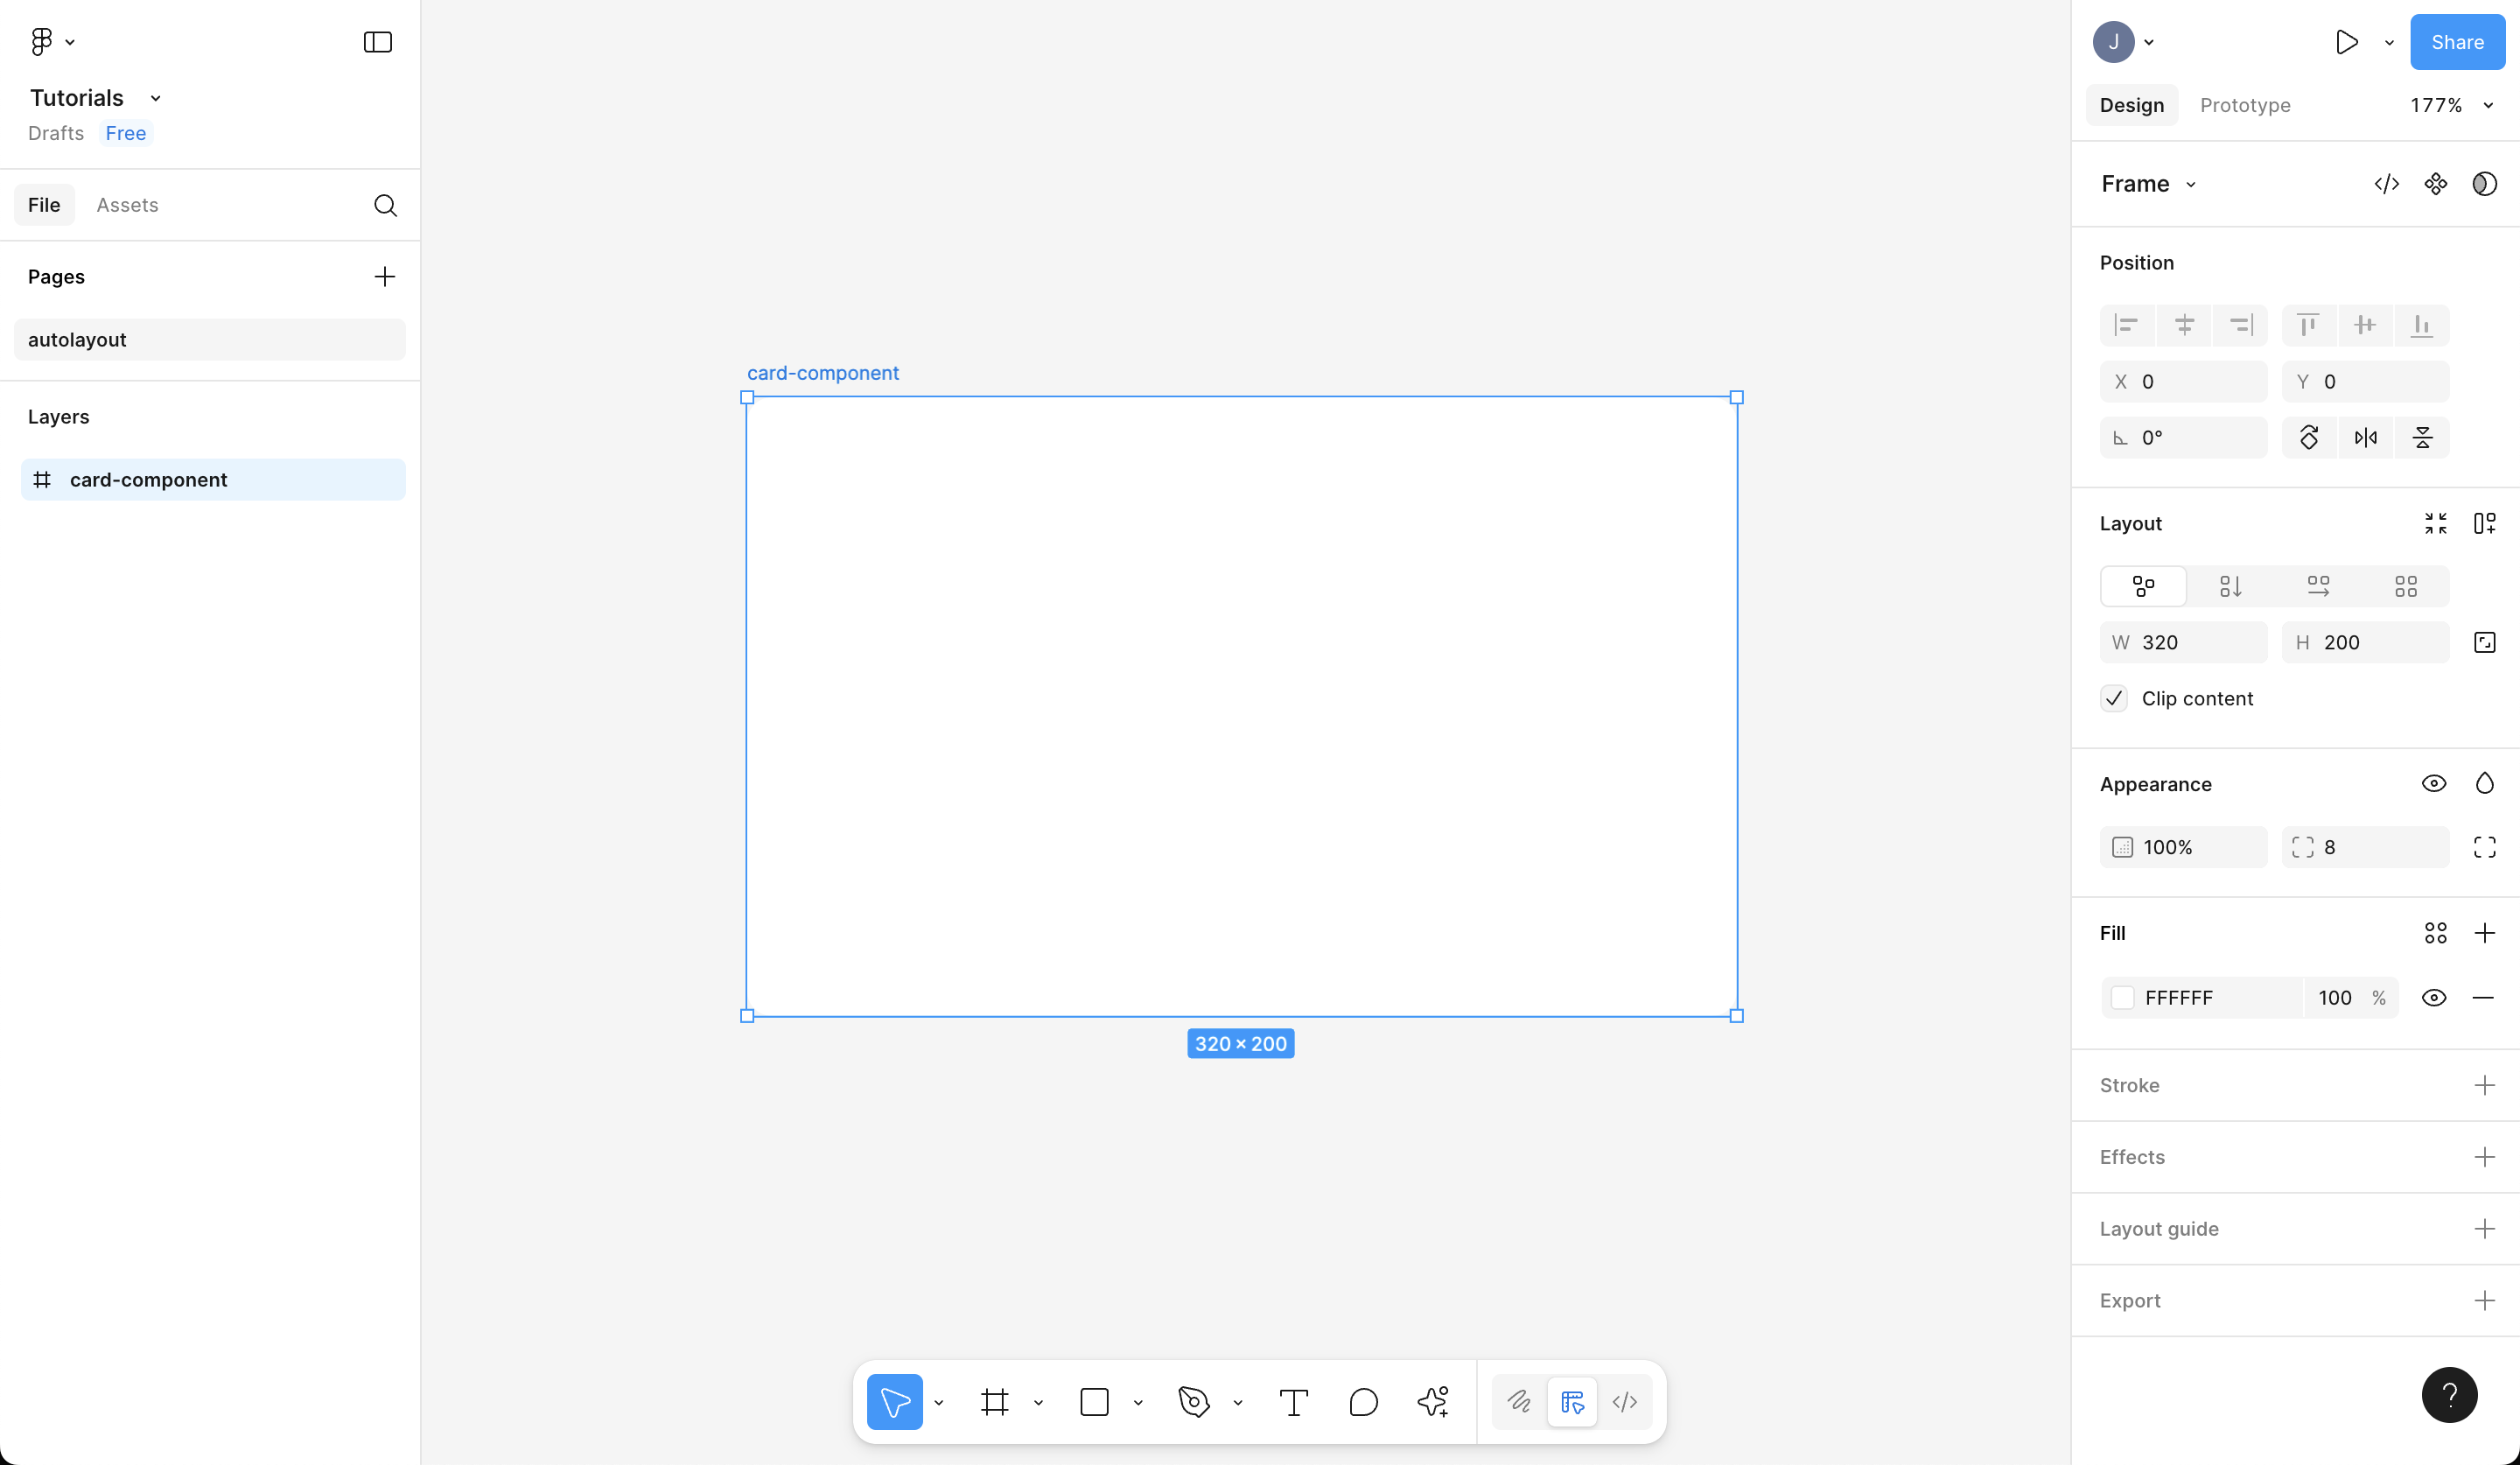 Tutorials
Drafts Free
File Assets
Pages
autolayout
Layers
card-component
card-component
320 × 200
J
Share
Design Prototype 177%
Frame
Position
X 0 Y 0
0°
Layout
W 320 H 200
Clip content
Appearance
100% 8
Fill
FFFFFF 100 %
Stroke
Effects
Layout guide
Export
?